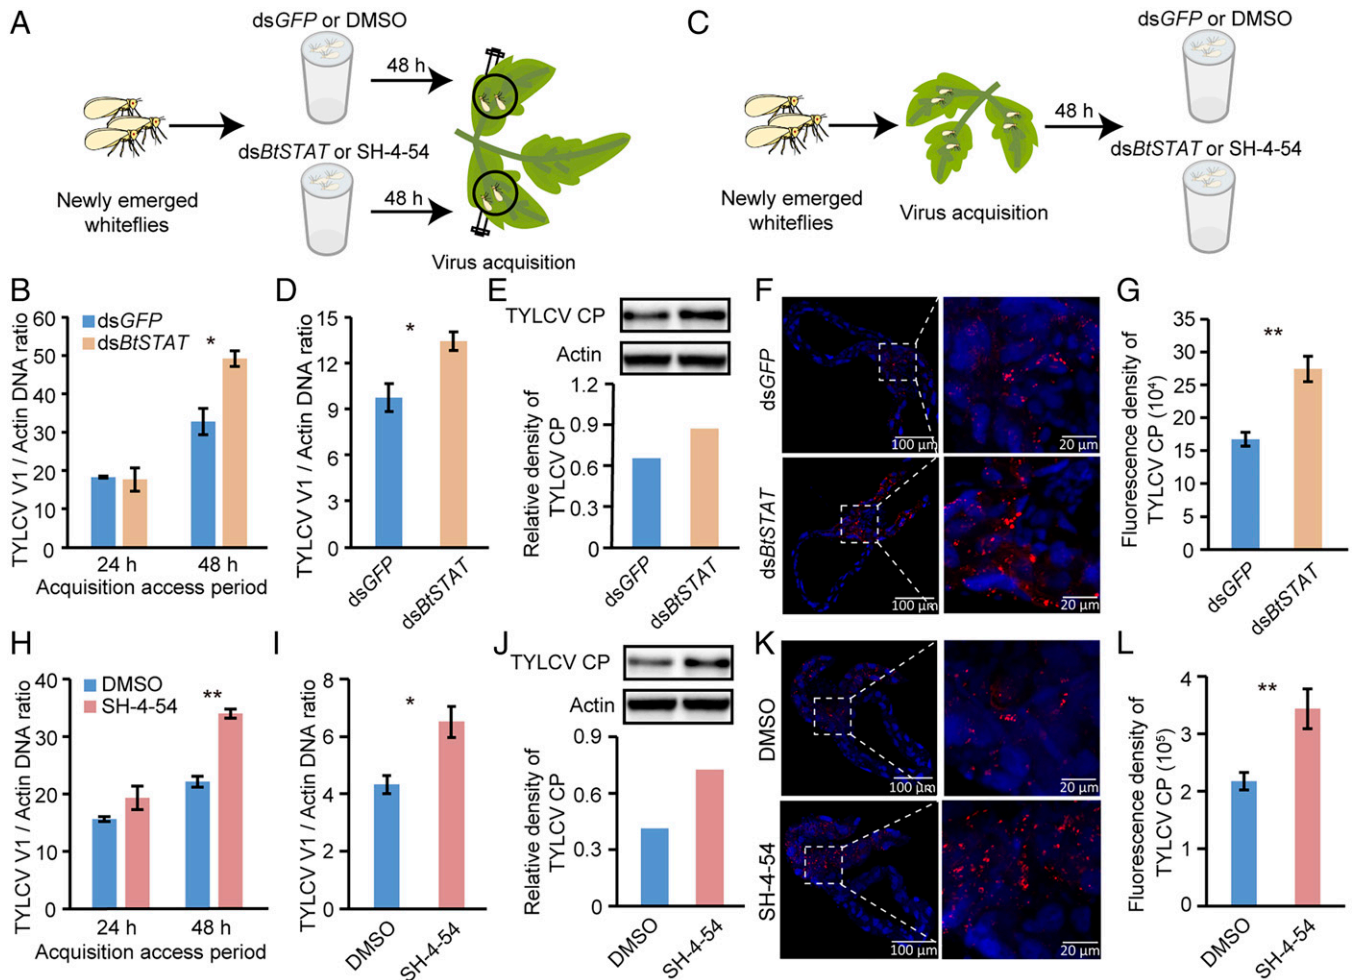 A
dsGFP or DMSO
48 h
dsBtSTAT or SH-4-54
48 h
Newly emerged
whiteflies
Virus acquisition
C
dsGFP or DMSO
48 h
dsBtSTAT or SH-4-54
Newly emerged
whiteflies
Virus acquisition
B
TYLCV V1 / Actin DNA ratio
60
50
40
30
20
10
0
dsGFP
dsBtSTAT
*
24 h
48 h
Acquisition access period
D
TYLCV V1 / Actin DNA ratio
15
12
9
6
3
0
*
dsGFP
dsBtSTAT
E
TYLCV CP
Actin
Relative density of
TYLCV CP
1.2
0.9
0.6
0.3
0
dsGFP
dsBtSTAT
F
dsGFP
100 µm
20 µm
dsBtSTAT
100 µm
20 µm
G
Fluorescence density of
TYLCV CP (10⁴)
35
30
25
20
15
10
5
0
**
dsGFP
dsBtSTAT
H
TYLCV V1 / Actin DNA ratio
40
30
20
10
0
DMSO
SH-4-54
**
24 h
48 h
Acquisition access period
I
TYLCV V1 / Actin DNA ratio
8
6
4
2
0
*
DMSO
SH-4-54
J
TYLCV CP
Actin
Relative density of
TYLCV CP
0.9
0.6
0.3
0
DMSO
SH-4-54
K
DMSO
100 µm
20 µm
SH-4-54
100 µm
20 µm
L
Fluorescence density of
TYLCV CP (10⁵)
4
3
2
1
0
**
DMSO
SH-4-54